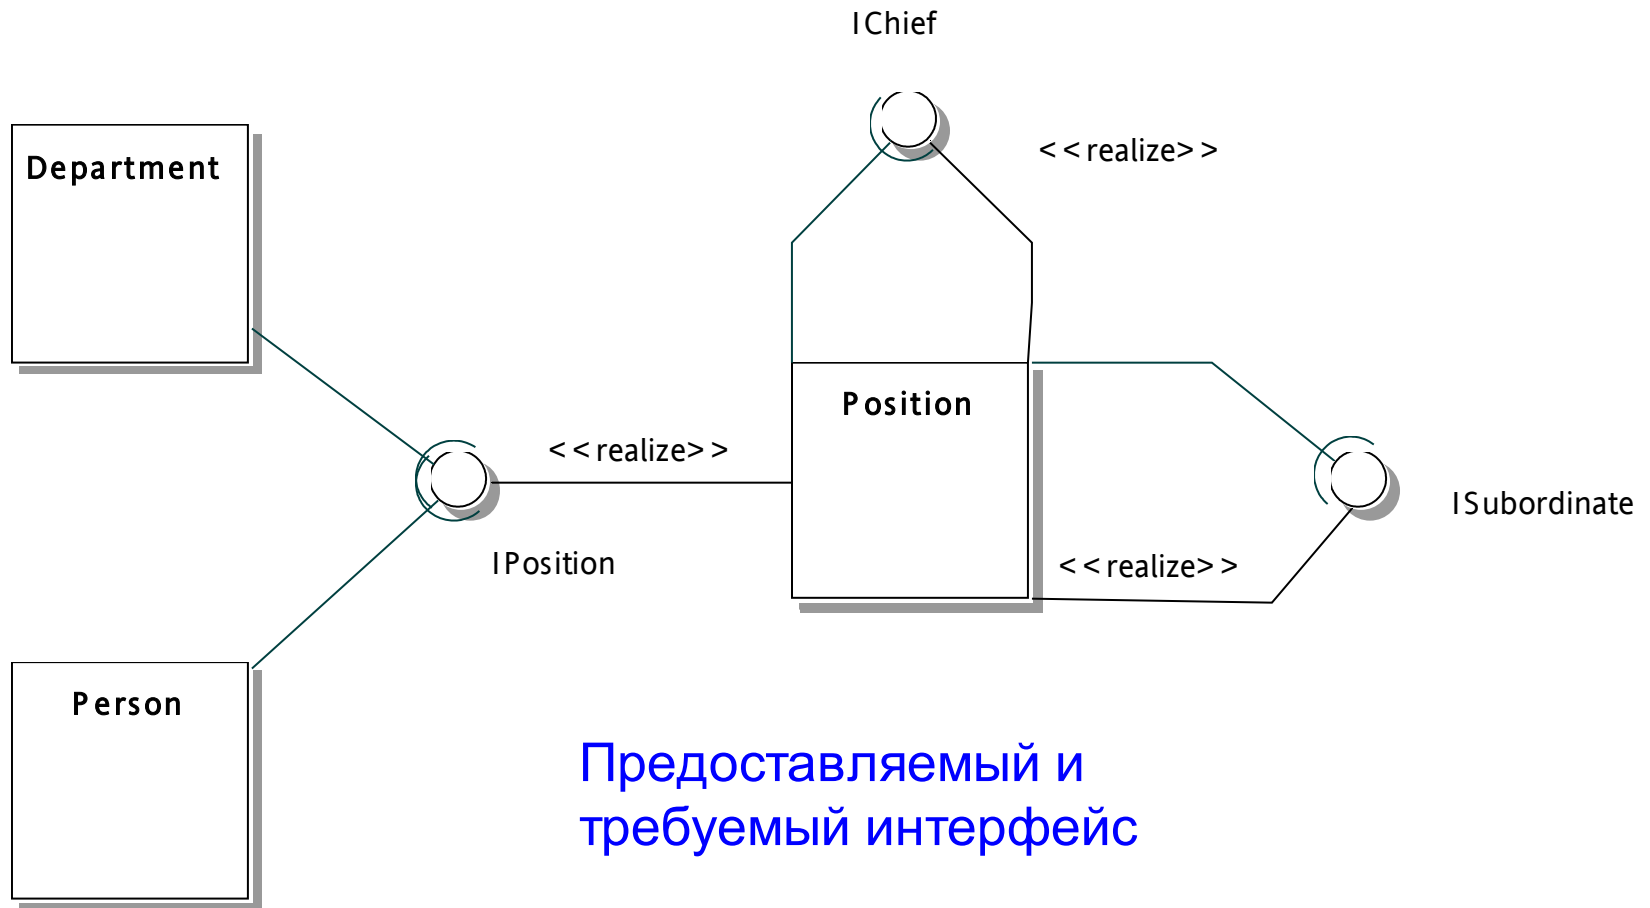 IChief
<<realize>>
Department
Position
<<realize>>
ISubordinate
IPosition
<<realize>>
Person
Предоставляемый и
требуемый интерфейс